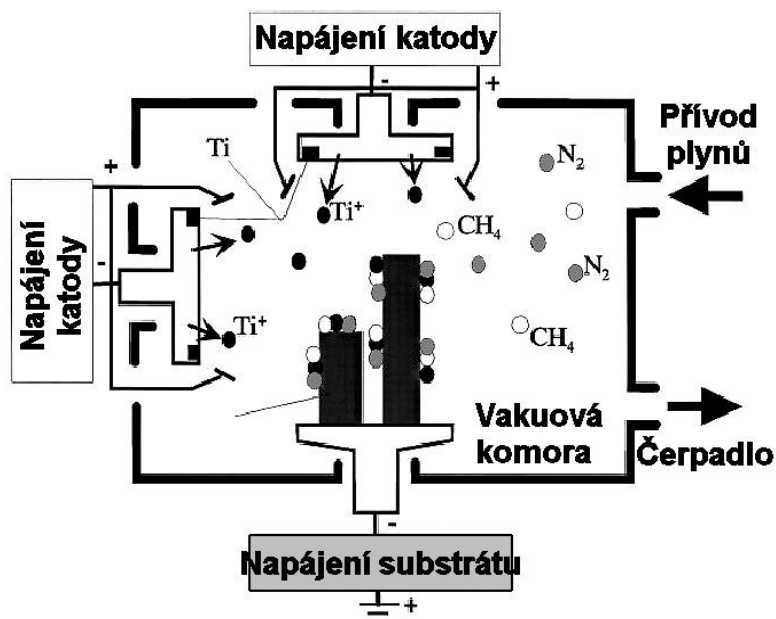 Napájení katody
-
+
Přívod
plynů
Ti
N₂
Ti⁺
CH₄
+
Napájení
katody
-
N₂
Ti⁺
CH₄
Vakuová
komora
Čerpadlo
-
Napájení substrátu
+